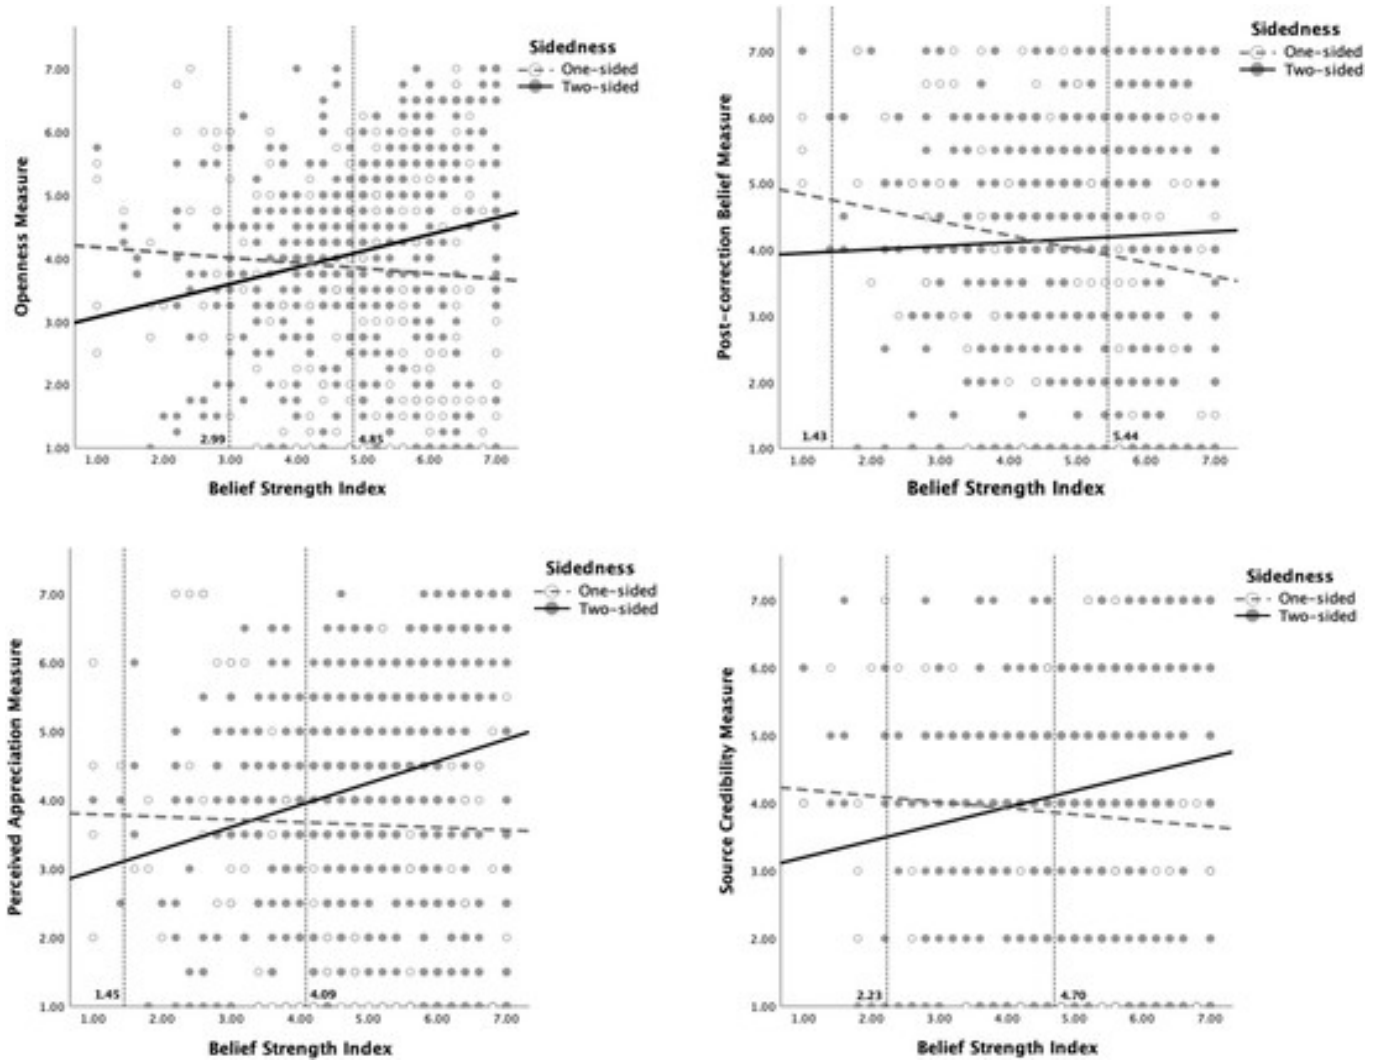 Sidedness
One-sided
Two-sided
Openness Measure
7.00
6.00
5.00
4.00
3.00
2.00
1.00
2.99
4.85
1.00 2.00 3.00 4.00 5.00 6.00 7.00
Belief Strength Index
Sidedness
One-sided
Two-sided
Post-correction Belief Measure
7.00
6.00
5.00
4.00
3.00
2.00
1.00
1.43
5.44
1.00 2.00 3.00 4.00 5.00 6.00 7.00
Belief Strength Index
Sidedness
One-sided
Two-sided
Perceived Appreciation Measure
7.00
6.00
5.00
4.00
3.00
2.00
1.00
1.45
4.09
1.00 2.00 3.00 4.00 5.00 6.00 7.00
Belief Strength Index
Sidedness
One-sided
Two-sided
Source Credibility Measure
7.00
6.00
5.00
4.00
3.00
2.00
1.00
2.23
4.70
1.00 2.00 3.00 4.00 5.00 6.00 7.00
Belief Strength Index